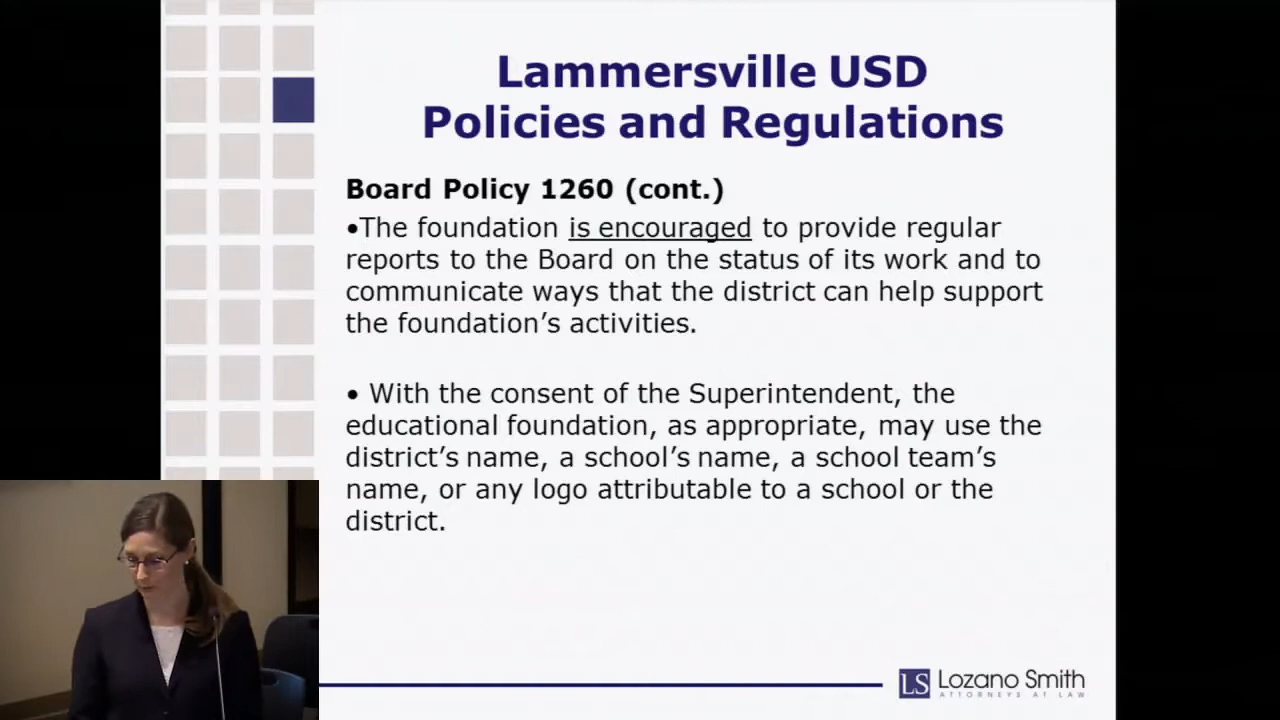 Lammersville USD
Policies and Regulations
Board Policy 1260 (cont.)
•The foundation is encouraged to provide regular
reports to the Board on the status of its work and to
communicate ways that the district can help support
the foundation's activities.
• With the consent of the Superintendent, the
educational foundation, as appropriate, may use the
district's name, a school's name, a school team's
name, or any logo attributable to a school or the
district.
LS Lozano Smith
ATTORNEYS AT LAW